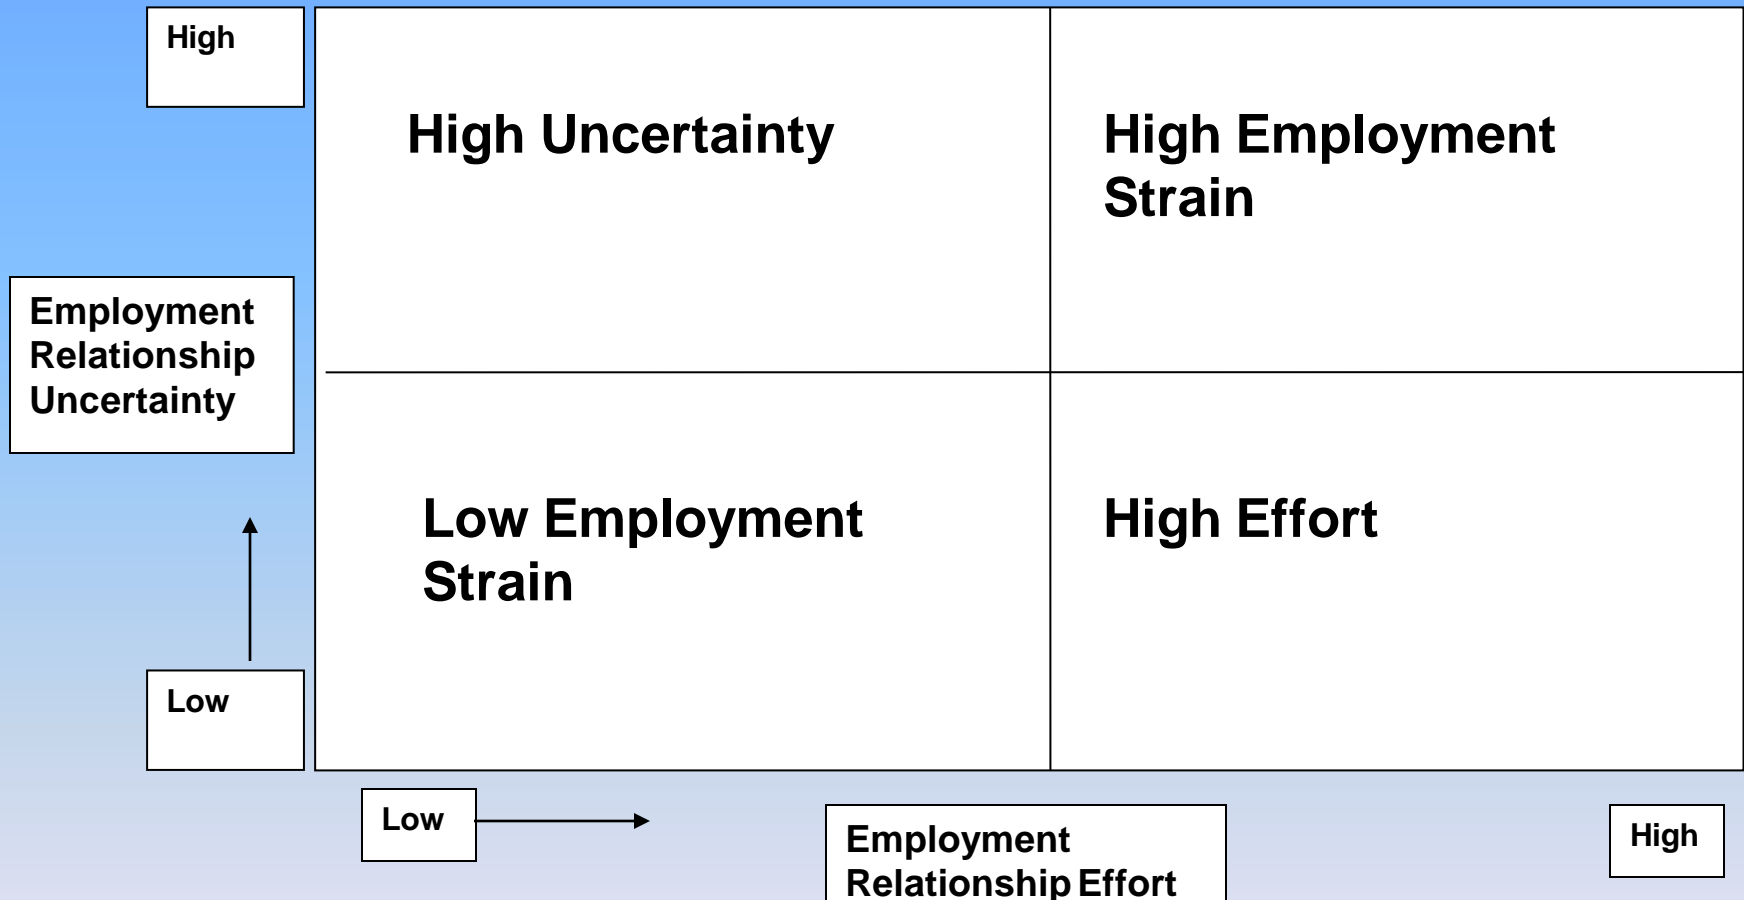 High
High Uncertainty
High Employment
Strain
Employment
Relationship
Uncertainty
Low Employment
Strain
High Effort
Low
Low
Employment
Relationship Effort
High